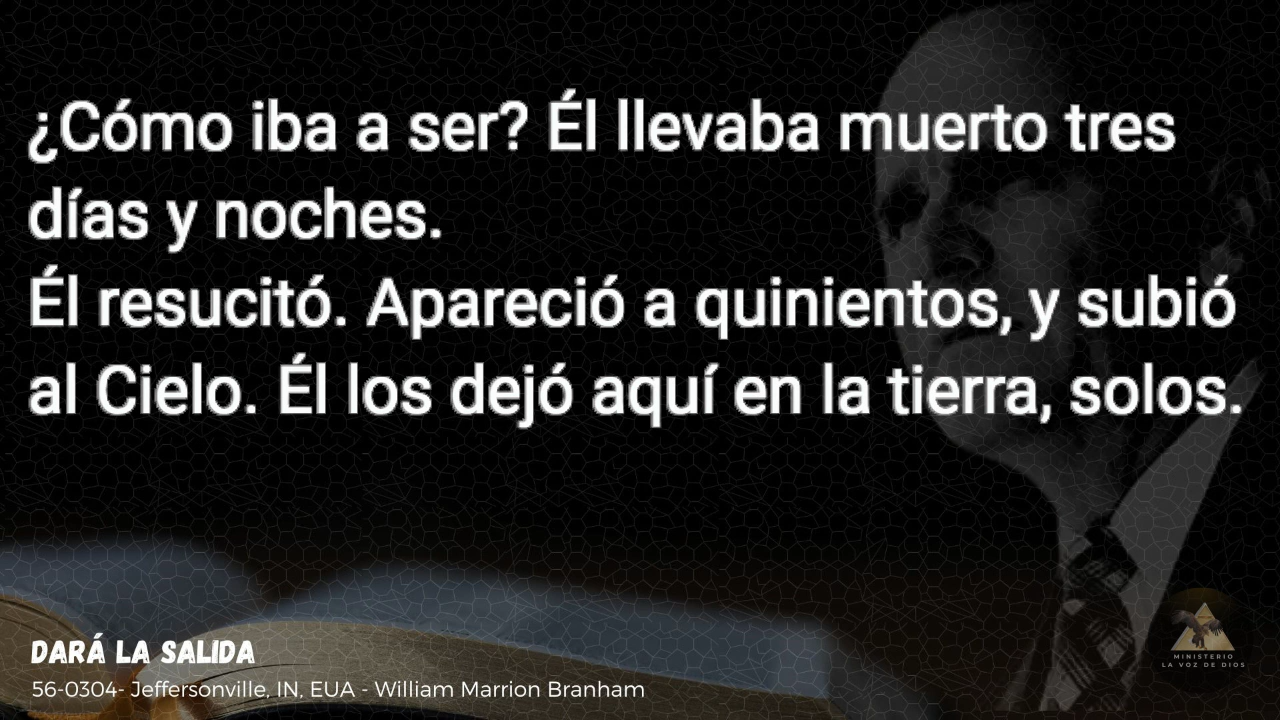 ¿Cómo iba a ser? Él llevaba muerto tres
días y noches.
Él resucitó. Apareció a quinientos, y subió
al Cielo. Él los dejó aquí en la tierra, solos.
DARÁ LA SALIDA
56-0304- Jeffersonville, IN, EUA - William Marrion Branham
MINISTERIO
LA VOZ DE DIOS